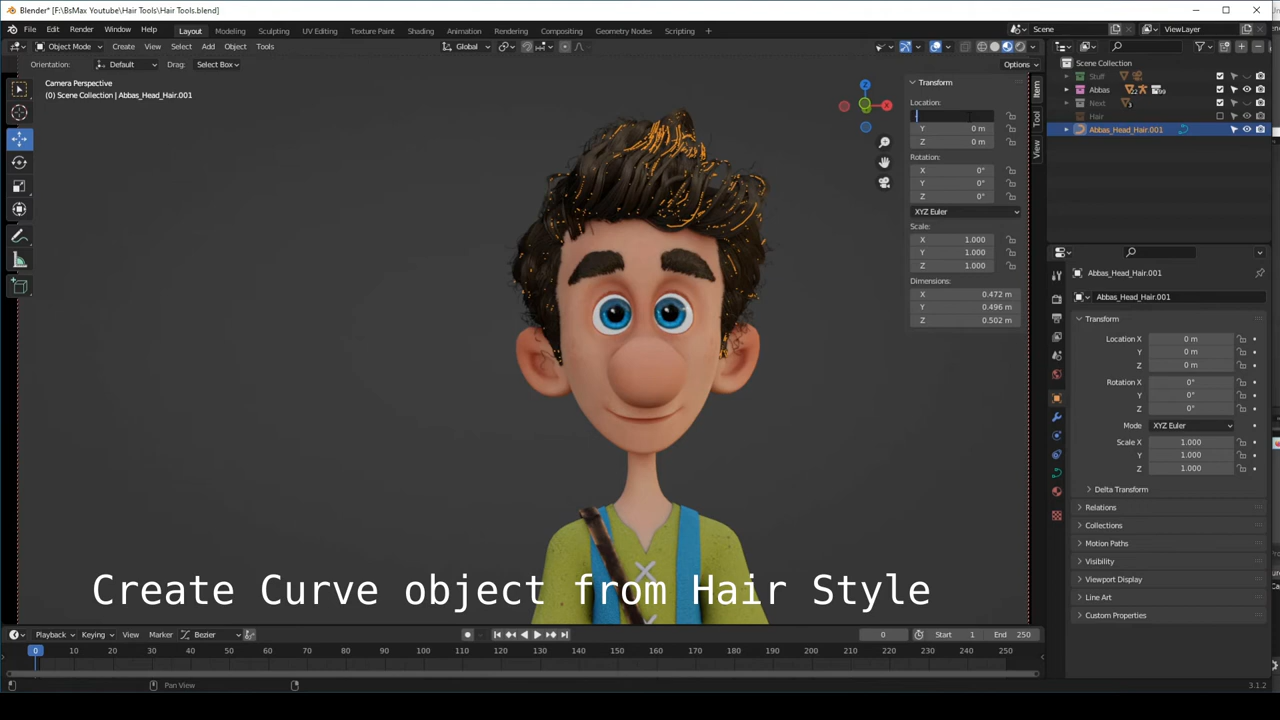 Blender* [F:\BsMax Youtube\Hair Tools\Hair Tools.blend]
File Edit Render Window Help Layout Modeling Sculpting UV Editing Texture Paint Shading Animation Rendering Compositing Geometry Nodes Scripting Scene ViewLayer
Object Mode View Select Add Object Tools Global
Orientation: Default Drag: Select Box Options
Camera Perspective
(0) Scene Collection | Abbas_Head_Hair.001
Transform
Location:
Y 0 m
Z 0 m
Rotation:
X 0°
Y 0°
Z 0°
XYZ Euler
Scale:
X 1.000
Y 1.000
Z 1.000
Dimensions:
X 0.472 m
Y 0.496 m
Z 0.502 m
Item
Tool
View
Scene Collection
Stuff
Abbas
Next
Hair
Abbas_Head_Hair.001
Abbas_Head_Hair.001
Abbas_Head_Hair.001
Transform
Location X 0 m
Y 0 m
Z 0 m
Rotation X 0°
Y 0°
Z 0°
Mode XYZ Euler
Scale X 1.000
Y 1.000
Z 1.000
Delta Transform
Relations
Collections
Motion Paths
Visibility
Viewport Display
Line Art
Custom Properties
Create Curve object from Hair Style
Playback Keying View Marker Bezier 0 Start 1 End 250
0 10 20 30 40 50 60 70 80 90 100 110 120 130 140 150 160 170 180 190 200 210 220 230 240 250
Pan View
3.1.2